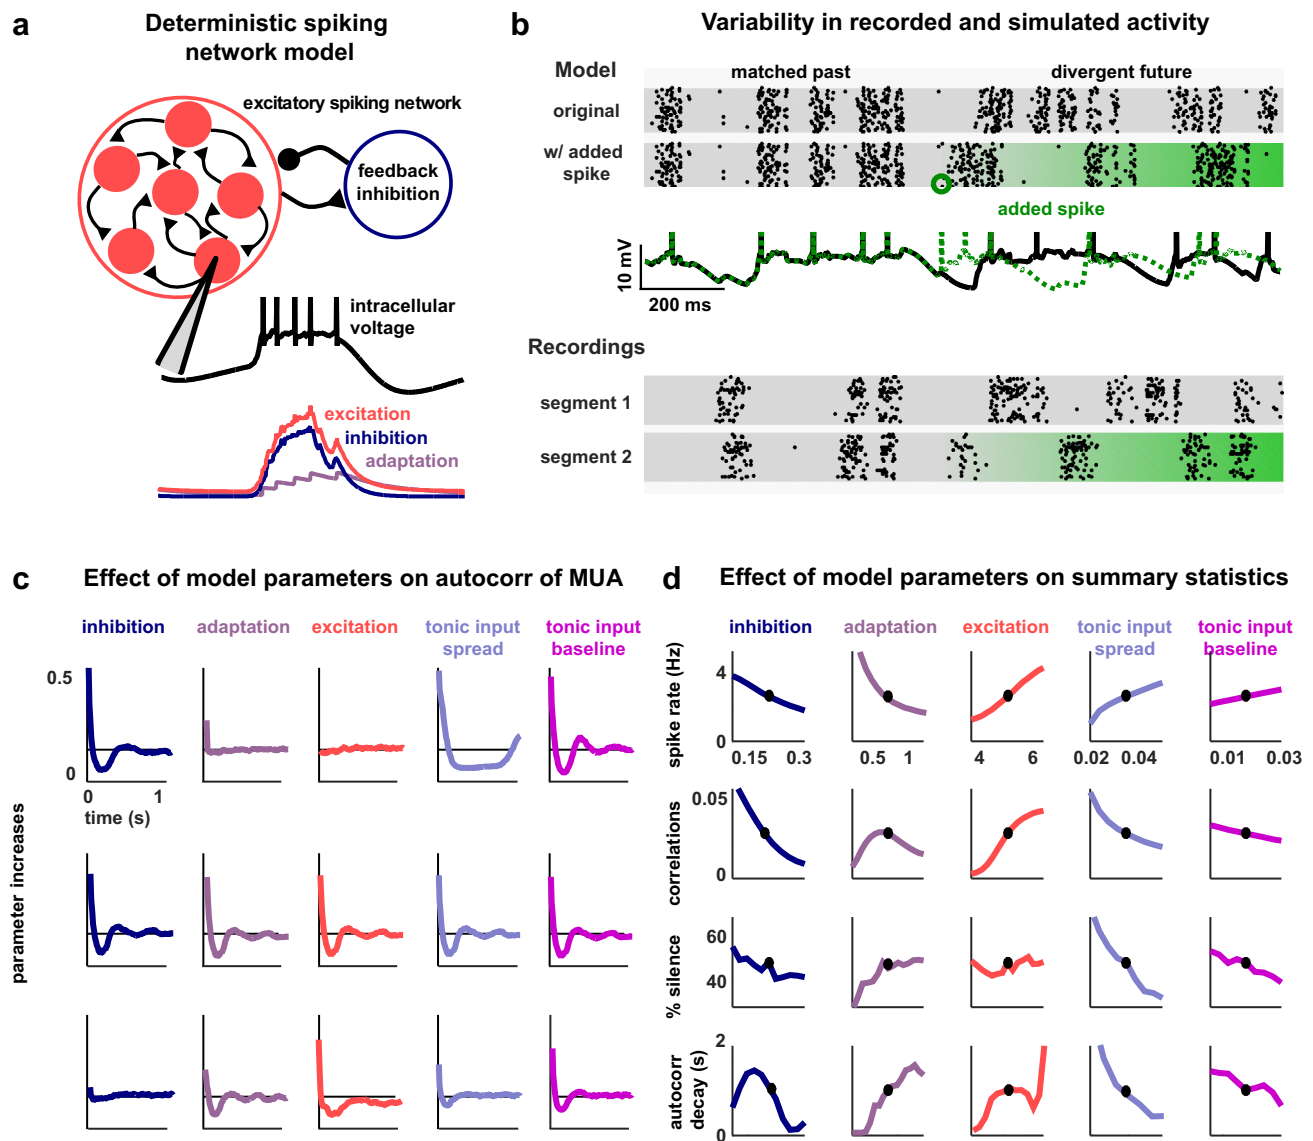 a
Deterministic spiking
network model
excitatory spiking network
feedback
inhibition
intracellular
voltage
excitation
inhibition
adaptation
b
Variability in recorded and simulated activity
Model
matched past
divergent future
original
w/ added
spike
added spike
10 mV
200 ms
Recordings
segment 1
segment 2
c
Effect of model parameters on autocorr of MUA
inhibition
adaptation
excitation
tonic input
spread
tonic input
baseline
0.5
0
0
1
time (s)
parameter increases
d
Effect of model parameters on summary statistics
inhibition
adaptation
excitation
tonic input
spread
tonic input
baseline
spike rate (Hz)
4
0
0.15 0.3
0.5 1
4 6
0.02 0.04
0.01 0.03
correlations
0.05
0
% silence
60
40
autocorr
decay (s)
2
0